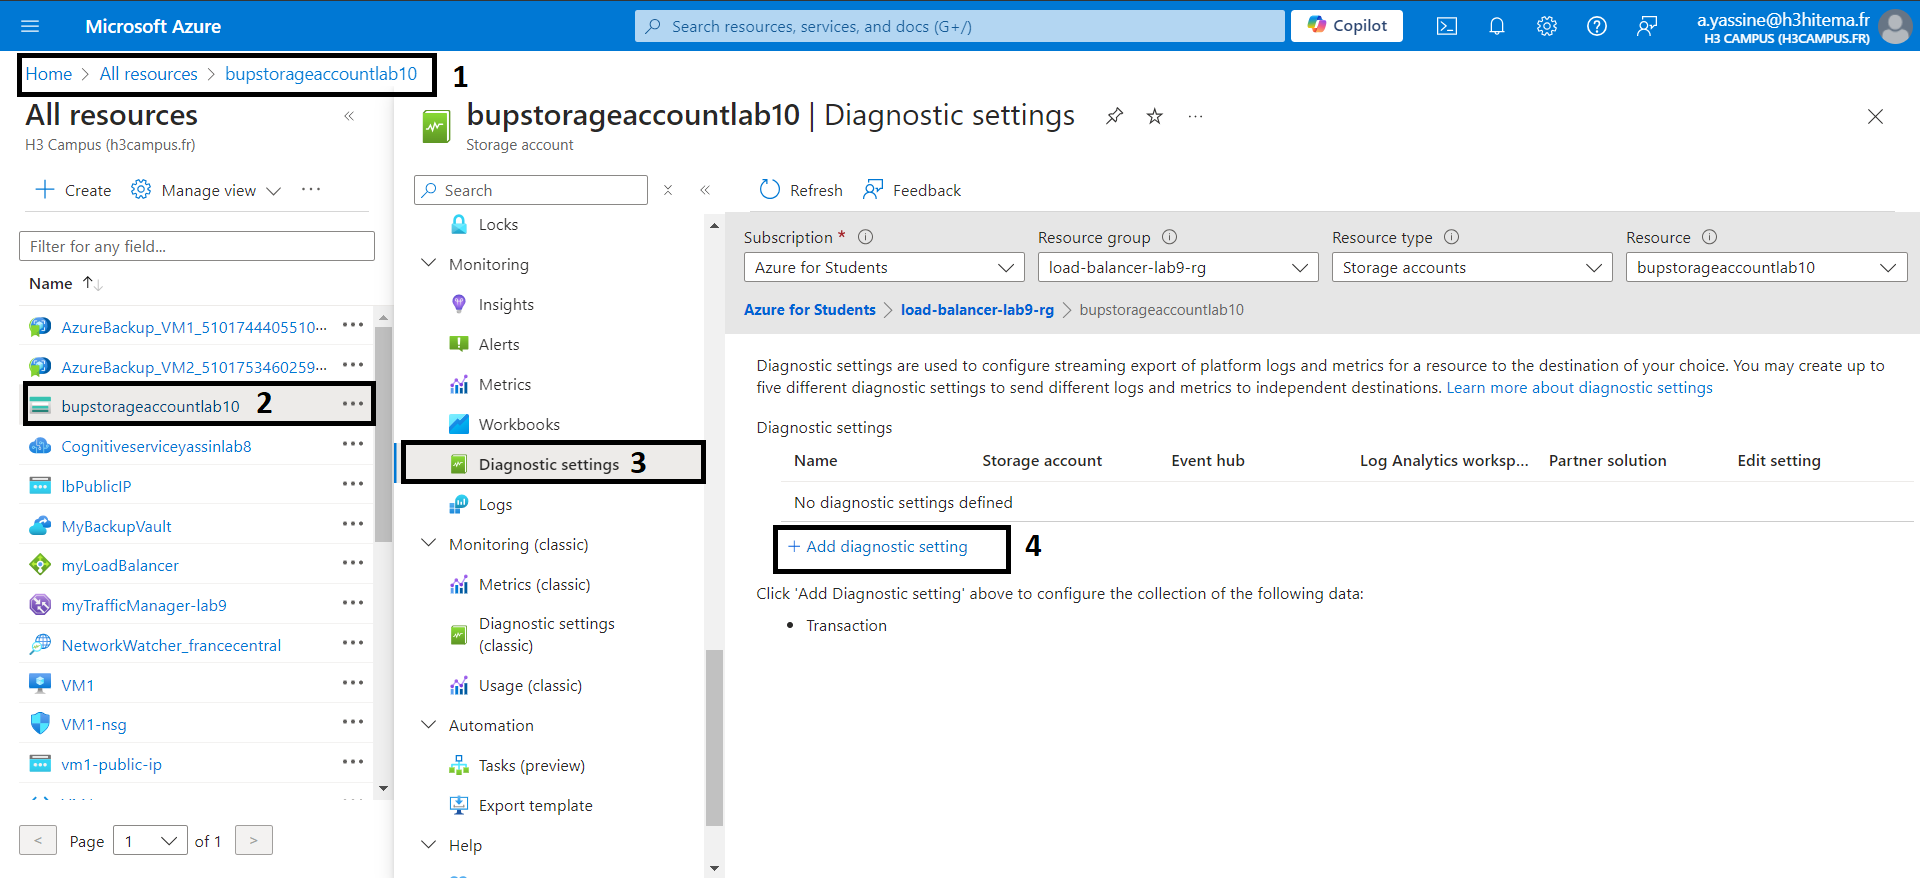 Microsoft Azure
Search resources, services, and docs (G+/)
Copilot
a.yassine@h3hitema.fr
H3 CAMPUS (H3CAMPUS.FR)
Home > All resources > bupstorageaccountlab10
1
All resources
H3 Campus (h3campus.fr)
Create
Manage view
Filter for any field...
Name
AzureBackup_VM1_5101744405510...
AzureBackup_VM2_5101753460259...
bupstorageaccountlab10 2
Cognitiveserviceyassinlab8
lbPublicIP
MyBackupVault
myLoadBalancer
myTrafficManager-lab9
NetworkWatcher_francecentral
VM1
VM1-nsg
vm1-public-ip
< Page 1 of 1 >
bupstorageaccountlab10 | Diagnostic settings
Storage account
Search
Locks
Monitoring
Insights
Alerts
Metrics
Workbooks
Diagnostic settings 3
Logs
Monitoring (classic)
Metrics (classic)
Diagnostic settings
(classic)
Usage (classic)
Automation
Tasks (preview)
Export template
Help
Refresh
Feedback
Subscription *
Resource group
Resource type
Resource
Azure for Students
load-balancer-lab9-rg
Storage accounts
bupstorageaccountlab10
Azure for Students > load-balancer-lab9-rg > bupstorageaccountlab10
Diagnostic settings are used to configure streaming export of platform logs and metrics for a resource to the destination of your choice. You may create up to
five different diagnostic settings to send different logs and metrics to independent destinations. Learn more about diagnostic settings
Diagnostic settings
Name Storage account Event hub Log Analytics worksp... Partner solution Edit setting
No diagnostic settings defined
+ Add diagnostic setting 4
Click 'Add Diagnostic setting' above to configure the collection of the following data:
• Transaction